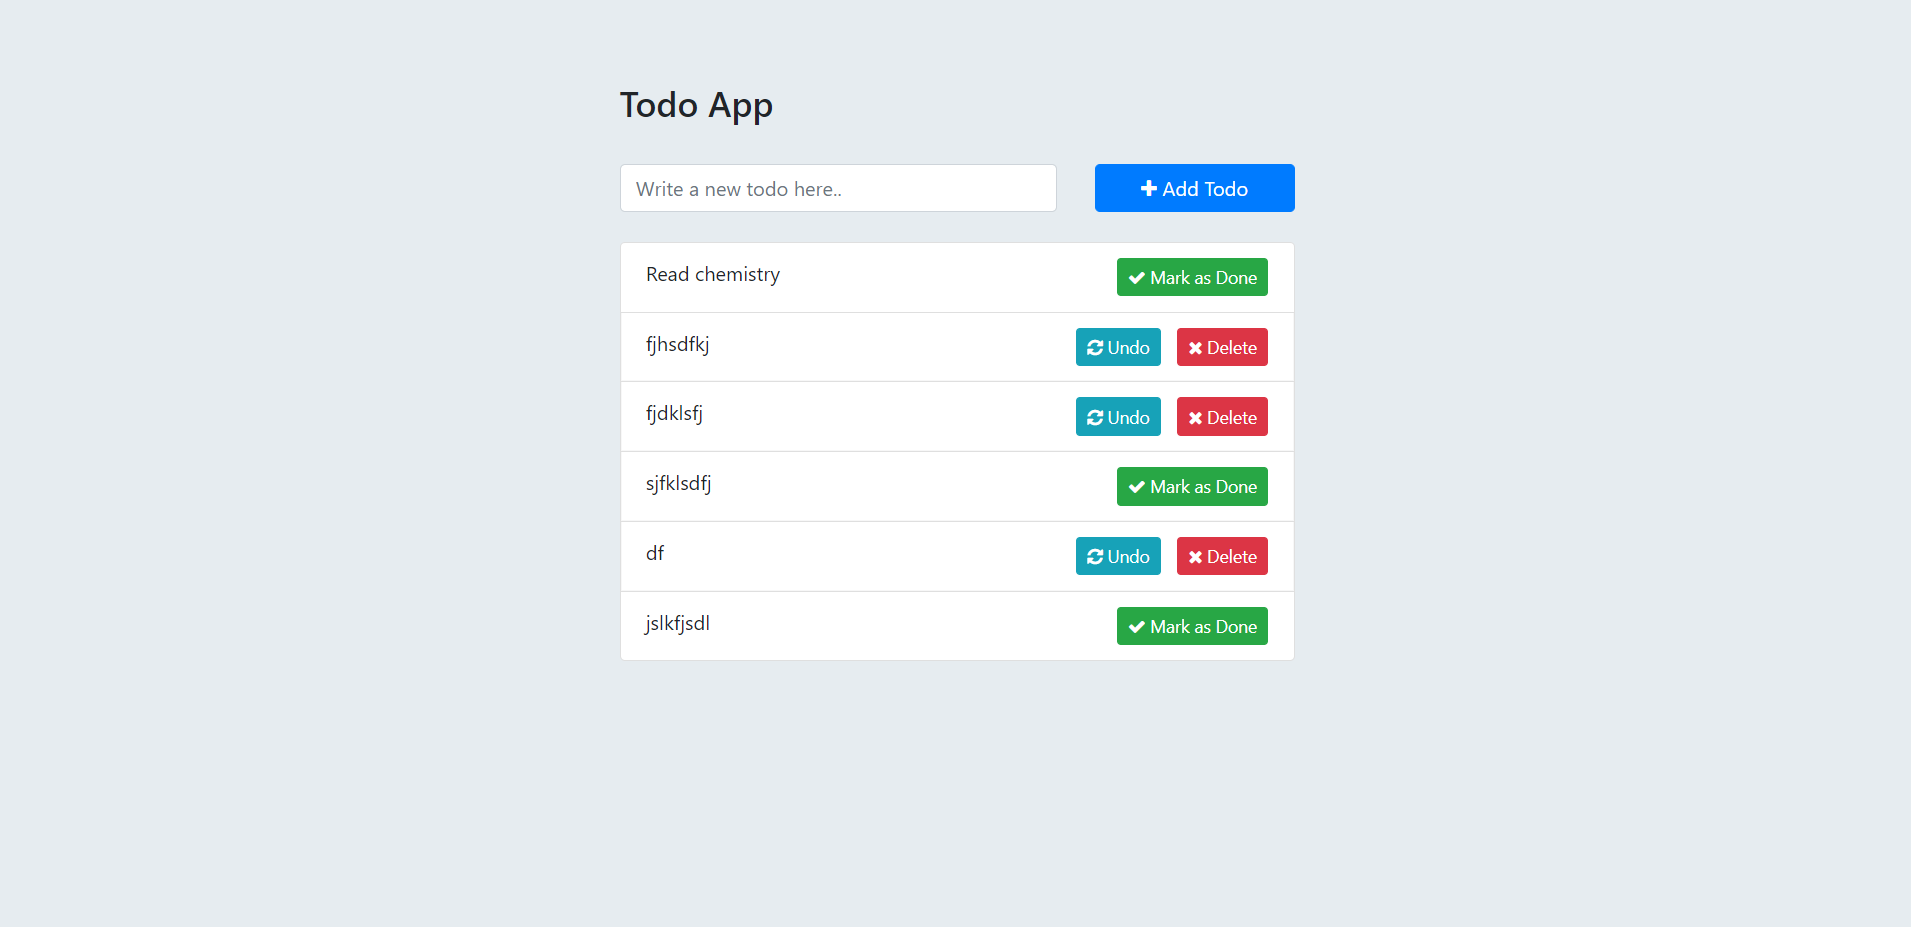 Todo App
Write a new todo here..
Add Todo
Read chemistry
Mark as Done
fjhsdfkj
Undo Delete
fjdklsfj
Undo Delete
sjfklsdfj
Mark as Done
df
Undo Delete
jslkfjsdl
Mark as Done